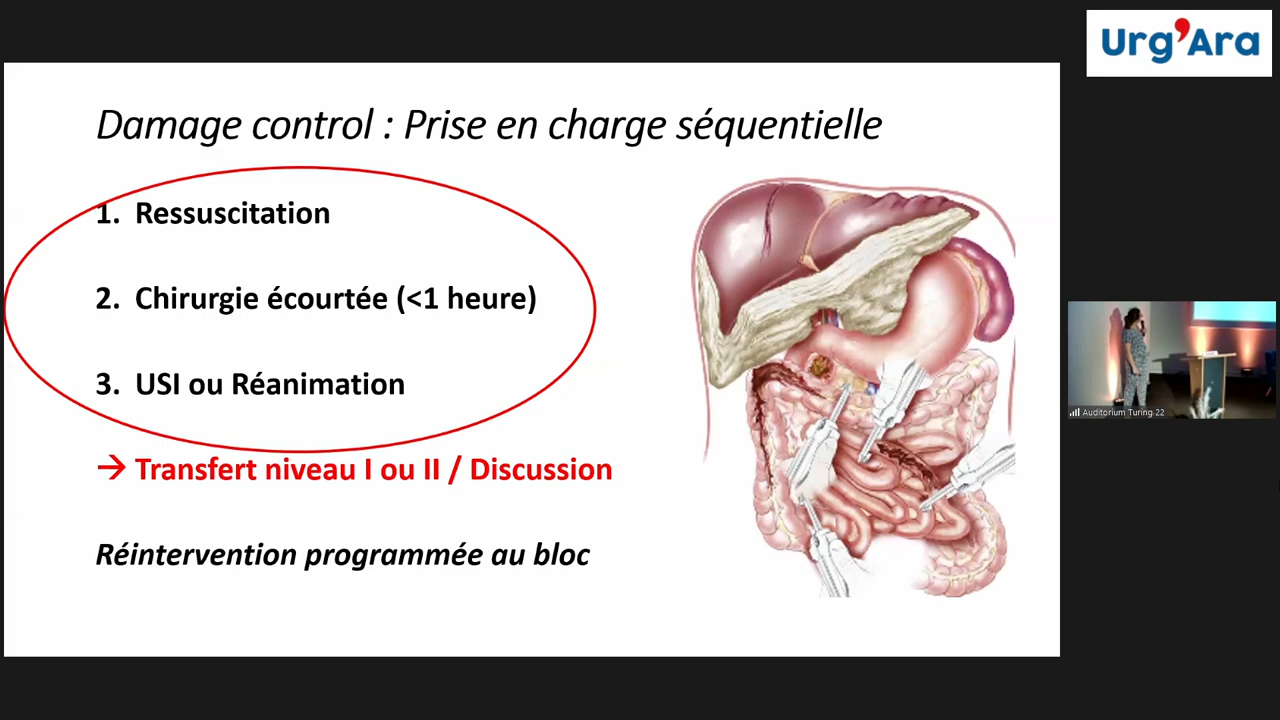 Urg'Ara
Damage control : Prise en charge séquentielle
1. Ressuscitation
2. Chirurgie écourtée (<1 heure)
3. USI ou Réanimation
→ Transfert niveau I ou II / Discussion
Réintervention programmée au bloc
Auditorium Turing 22